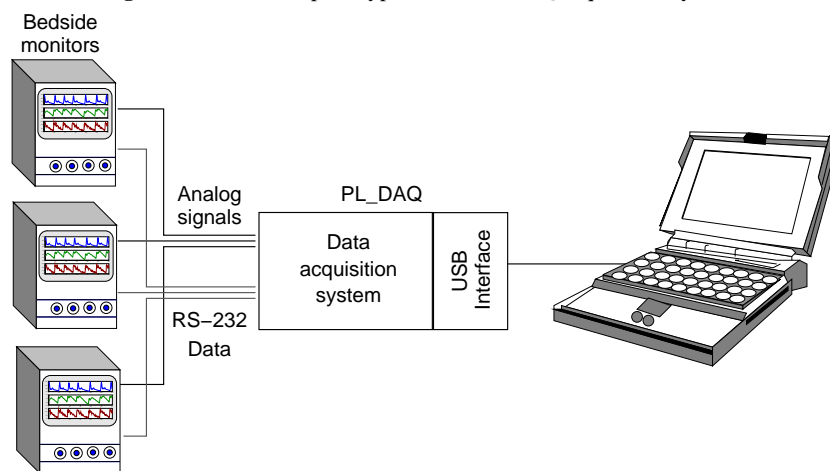 Bedside
monitors
Analog
signals
PL_DAQ
Data
acquisition
system
USB
Interface
RS−232
Data